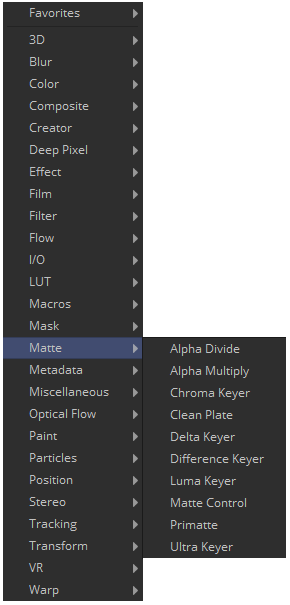 Favorites
3D
Blur
Color
Composite
Creator
Deep Pixel
Effect
Film
Filter
Flow
I/O
LUT
Macros
Mask
Matte
Metadata
Miscellaneous
Optical Flow
Paint
Particles
Position
Stereo
Tracking
Transform
VR
Warp
Alpha Divide
Alpha Multiply
Chroma Keyer
Clean Plate
Delta Keyer
Difference Keyer
Luma Keyer
Matte Control
Primatte
Ultra Keyer